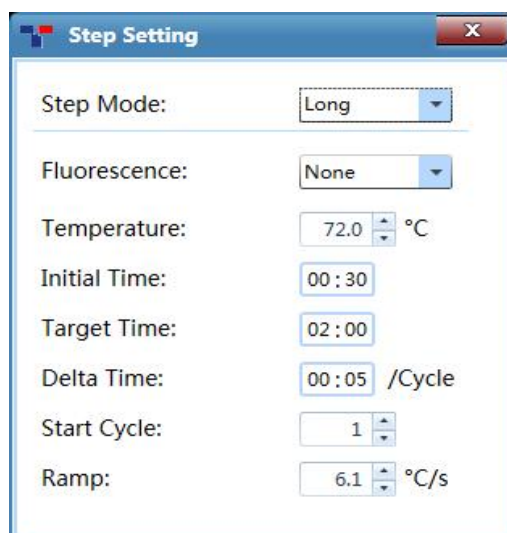 Step Setting
x
Step Mode: Long
Fluorescence: None
Temperature: 72.0 °C
Initial Time: 00:30
Target Time: 02:00
Delta Time: 00:05 /Cycle
Start Cycle: 1
Ramp: 6.1 °C/s